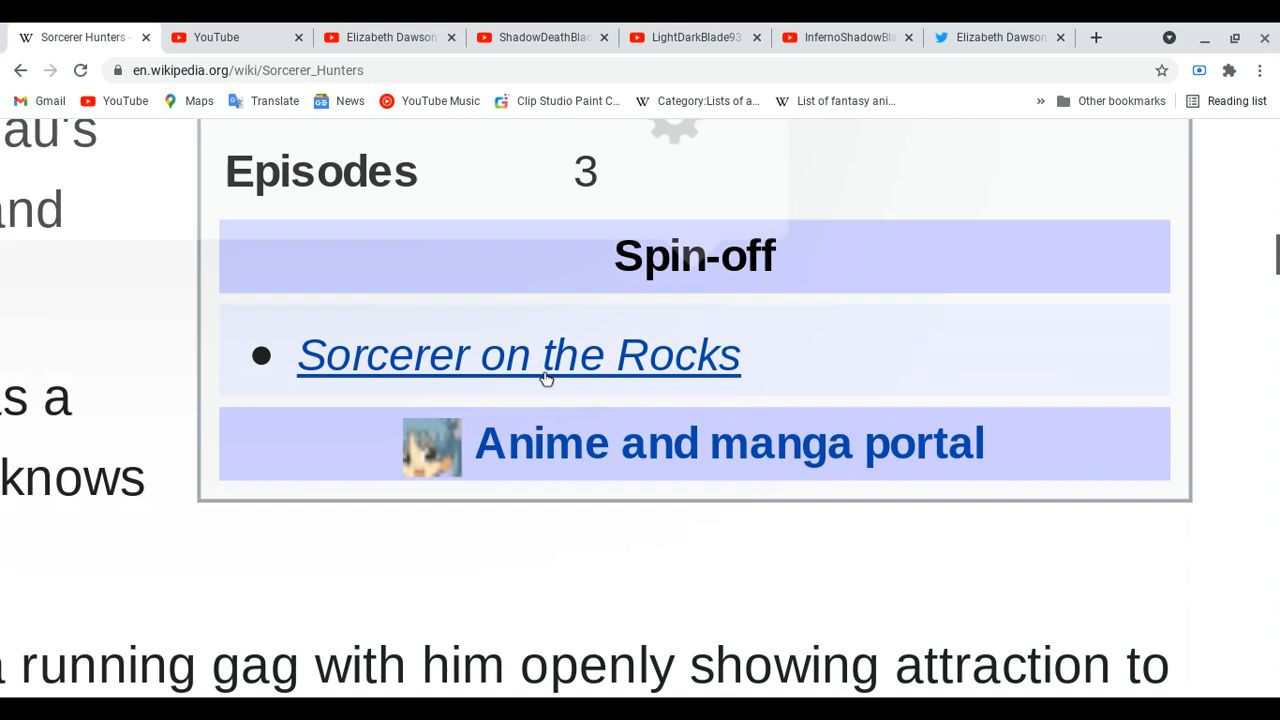 Sorcerer Hunters - YouTube Elizabeth Dawson ShadowDeathBla LightDarkBlade93 InfernoShadowBla Elizabeth Dawson
en.wikipedia.org/wiki/Sorcerer_Hunters
Gmail YouTube Maps Translate News YouTube Music Clip Studio Paint C... Category:Lists of a... List of fantasy ani... » Other bookmarks Reading list
au's
and
Episodes 3
Spin-off
• Sorcerer on the Rocks
Anime and manga portal
as a
knows
a running gag with him openly showing attraction to